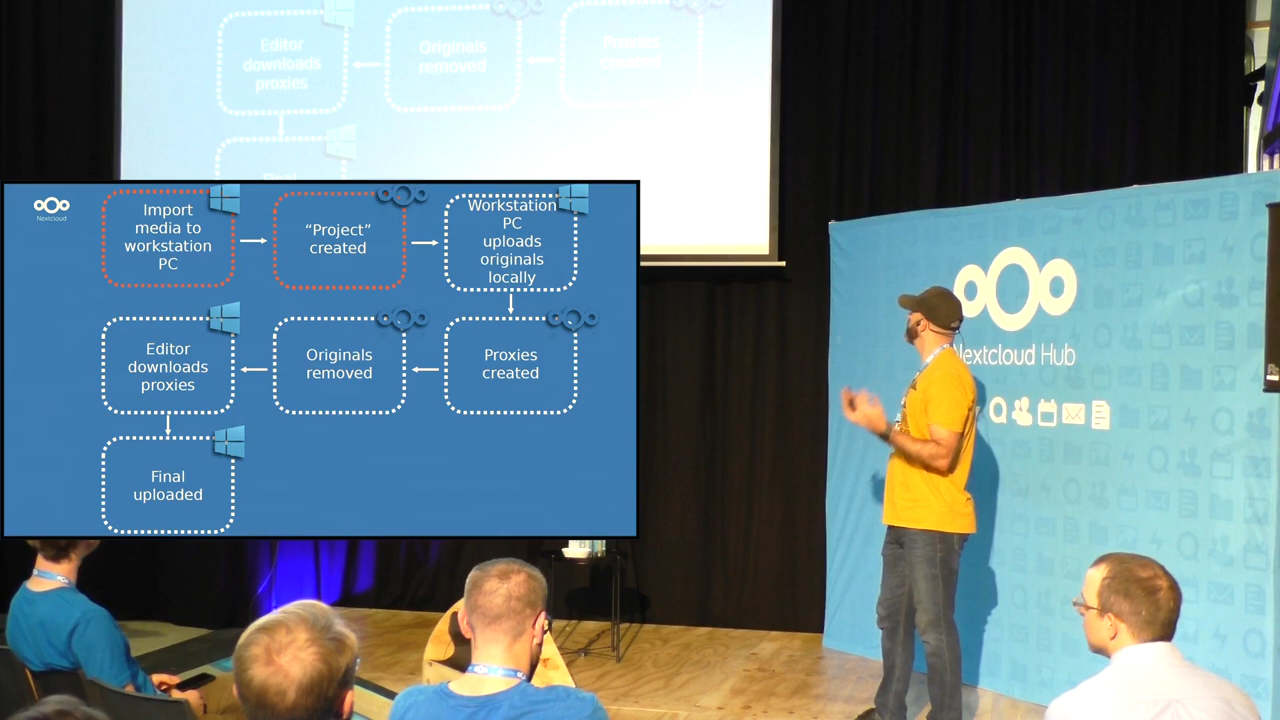 Editor
downloads
proxies
Originals
removed
Proxies
created
Final
Nextcloud
Import
media to
workstation
PC
“Project”
created
Workstation
PC
uploads
originals
locally
Editor
downloads
proxies
Originals
removed
Proxies
created
Final
uploaded
Nextcloud Hub